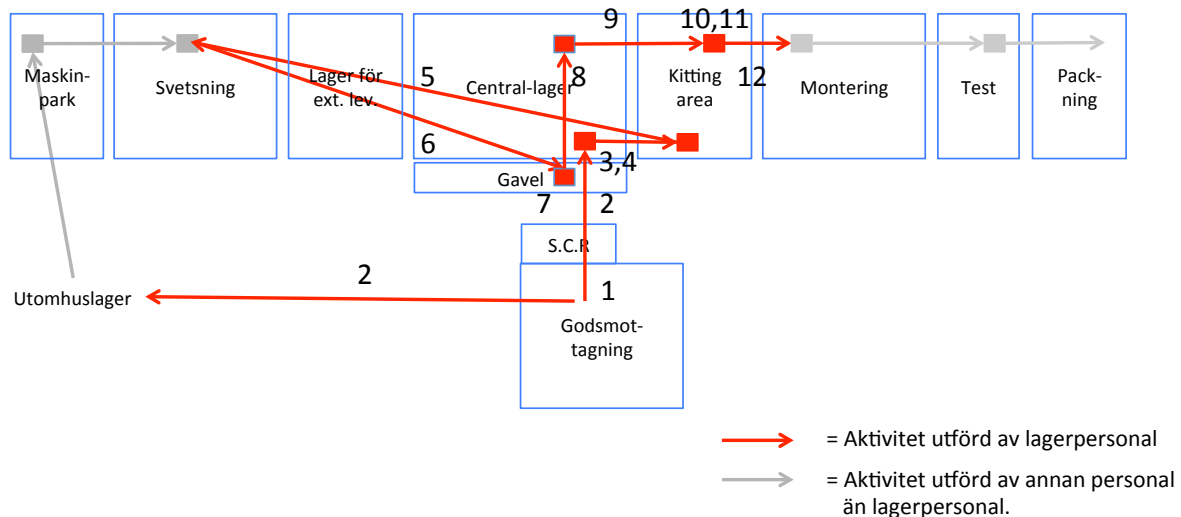 9
10,11
Maskin-
park
Svetsning
Lager för
ext. lev.
5
Central-lager
8
Kitting
area
12
Montering
Test
Pack-
ning
6
3,4
Gavel
7
2
S.C.R
2
1
Utomhuslager
Godsmot-
tagning
= Aktivitet utförd av lagerpersonal
= Aktivitet utförd av annan personal
än lagerpersonal.